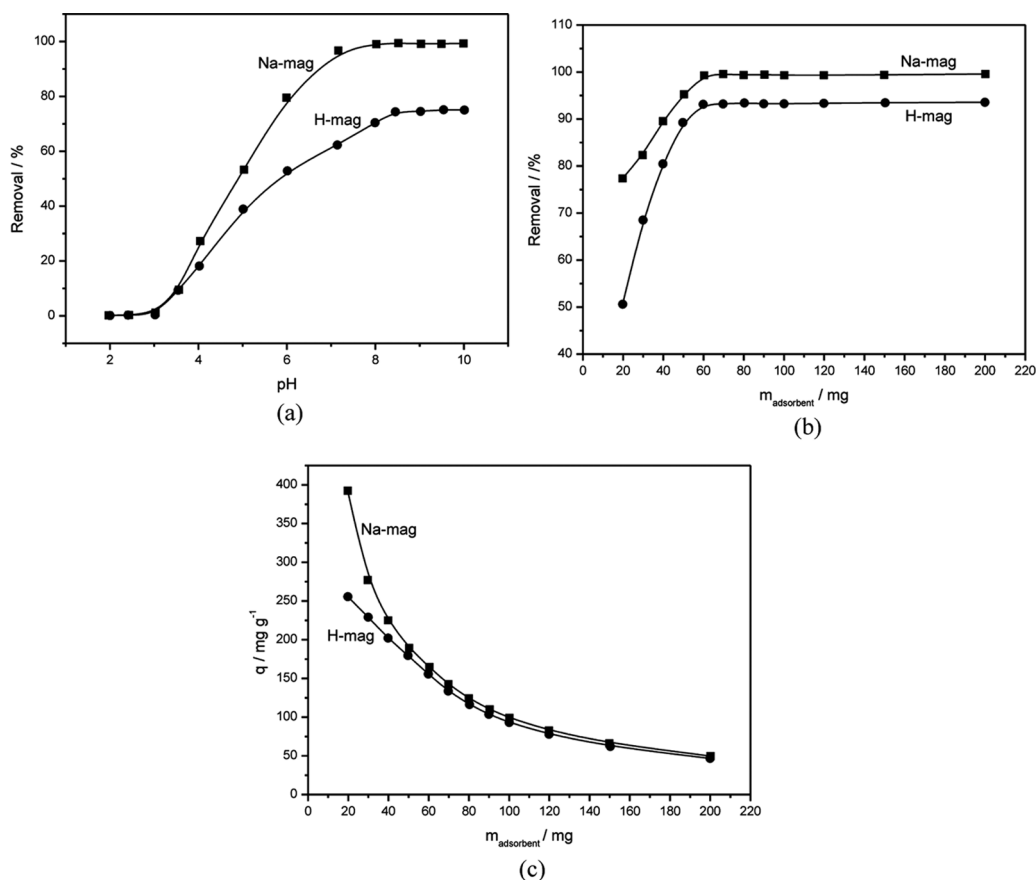 100
80
60
40
20
0
Removal / %
Na-mag
H-mag
2 4 6 8 10
pH
(a)
110
100
90
80
70
60
50
40
Removal / /%
Na-mag
H-mag
0 20 40 60 80 100 120 140 160 180 200 220
m adsorbent / mg
(b)
400
350
300
250
200
150
100
50
0
q / mg g⁻¹
Na-mag
H-mag
0 20 40 60 80 100 120 140 160 180 200 220
m adsorbent / mg
(c)